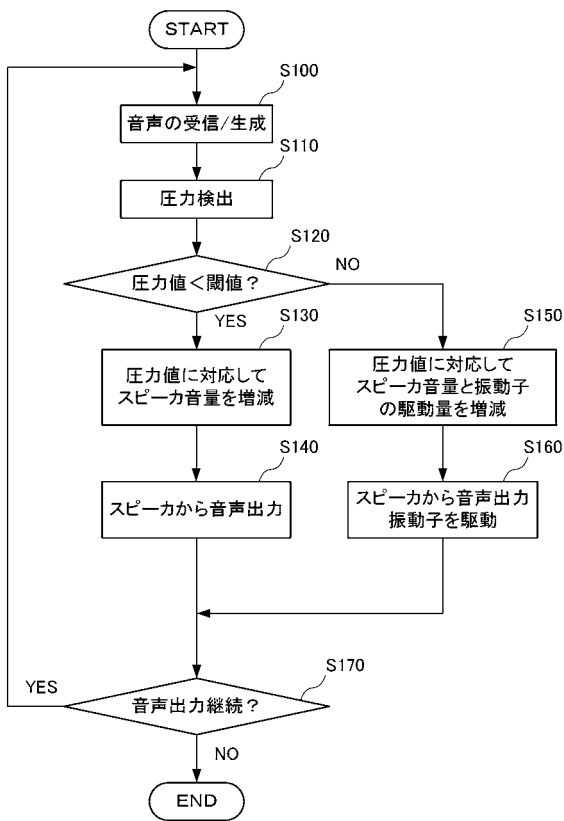 START
S100
音声の受信/生成
S110
圧力検出
S120
圧力値＜閾値？
NO
YES
S130
圧力値に対応して
スピーカ音量を増減
S150
圧力値に対応して
スピーカ音量と振動子
の駆動量を増減
S140
スピーカから音声出力
S160
スピーカから音声出力
振動子を駆動
S170
YES
音声出力継続？
NO
END